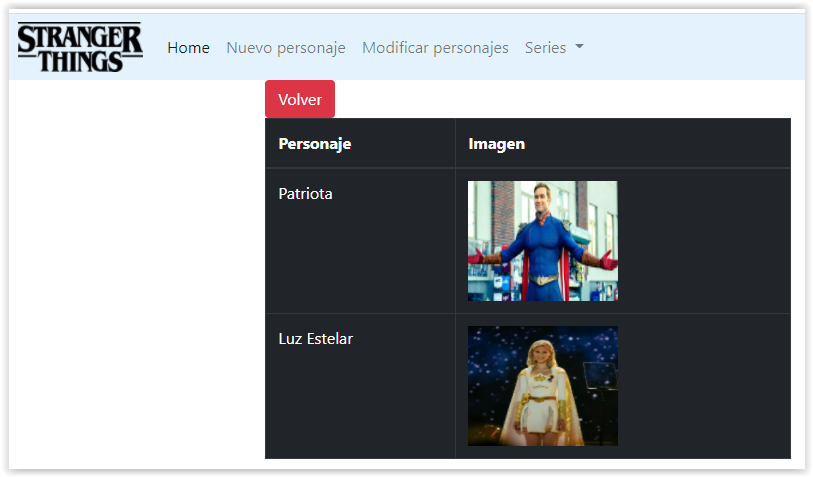 STRANGER
THINGS
Home Nuevo personaje Modificar personajes Series
Volver
Personaje Imagen
Patriota
Luz Estelar